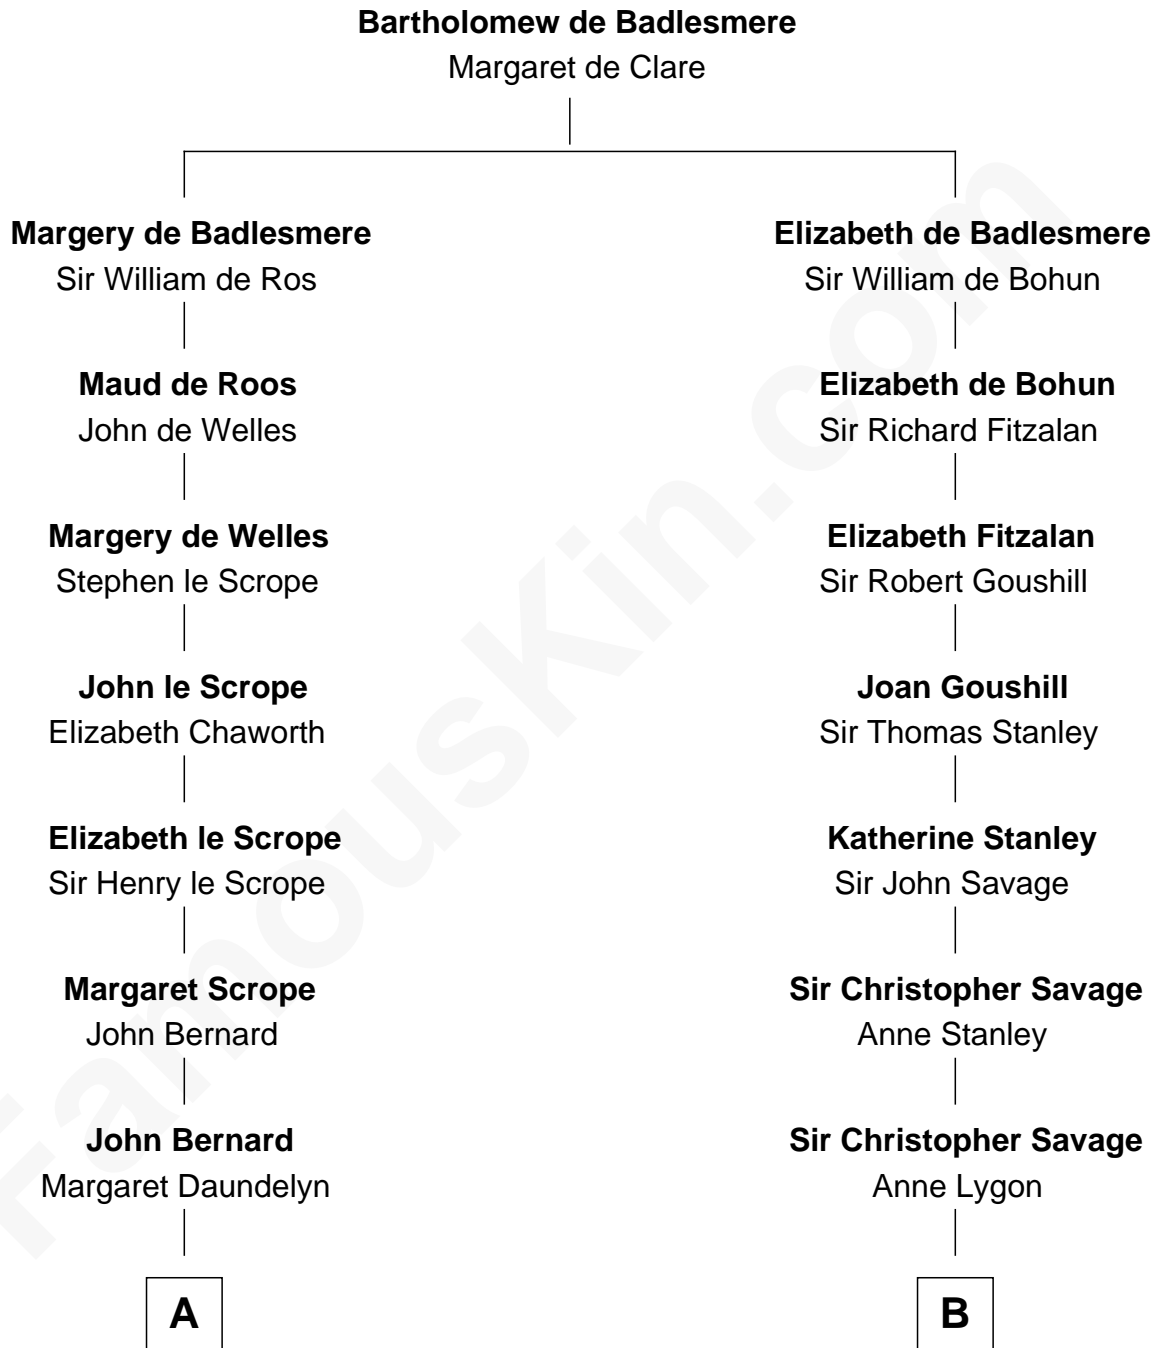 Bartholomew de Badlesmere
Margaret de Clare
Margery de Badlesmere
Sir William de Ros
Elizabeth de Badlesmere
Sir William de Bohun
Maud de Roos
John de Welles
Elizabeth de Bohun
Sir Richard Fitzalan
Margery de Welles
Stephen le Scrope
Elizabeth Fitzalan
Sir Robert Goushill
John le Scrope
Elizabeth Chaworth
Joan Goushill
Sir Thomas Stanley
Elizabeth le Scrope
Sir Henry le Scrope
Katherine Stanley
Sir John Savage
Margaret Scrope
John Bernard
Sir Christopher Savage
Anne Stanley
John Bernard
Margaret Daundelyn
Sir Christopher Savage
Anne Lygon
A
B
FamousKin.com